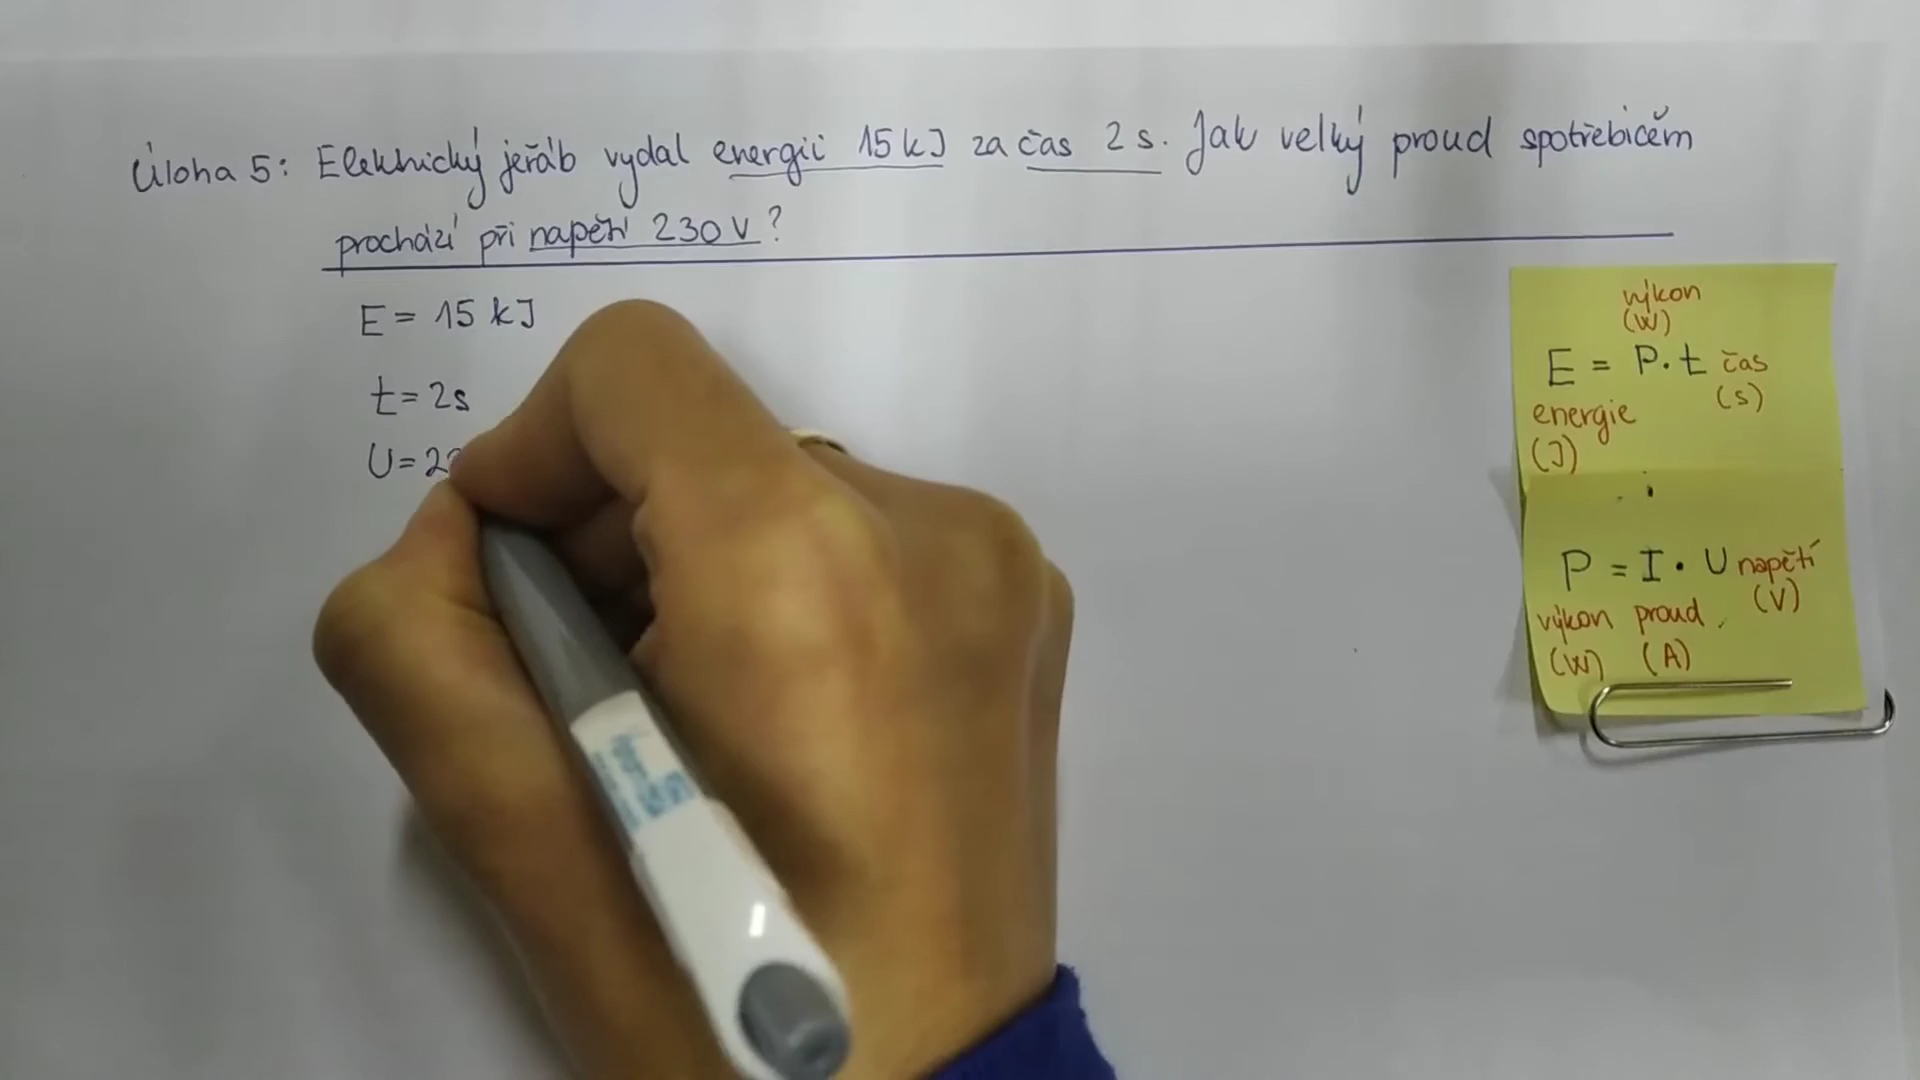 Úloha 5: Elektrický jeřáb vydal energii 15 kJ za čas 2 s. Jak velký proud spotřebičem
prochází při napětí 230 V?
E = 15 kJ
t = 2s
U = 2
výkon
(W)
E = P · t čas
(s)
energie
(J)
P = I · U napětí
(V)
výkon proud
(W) (A)